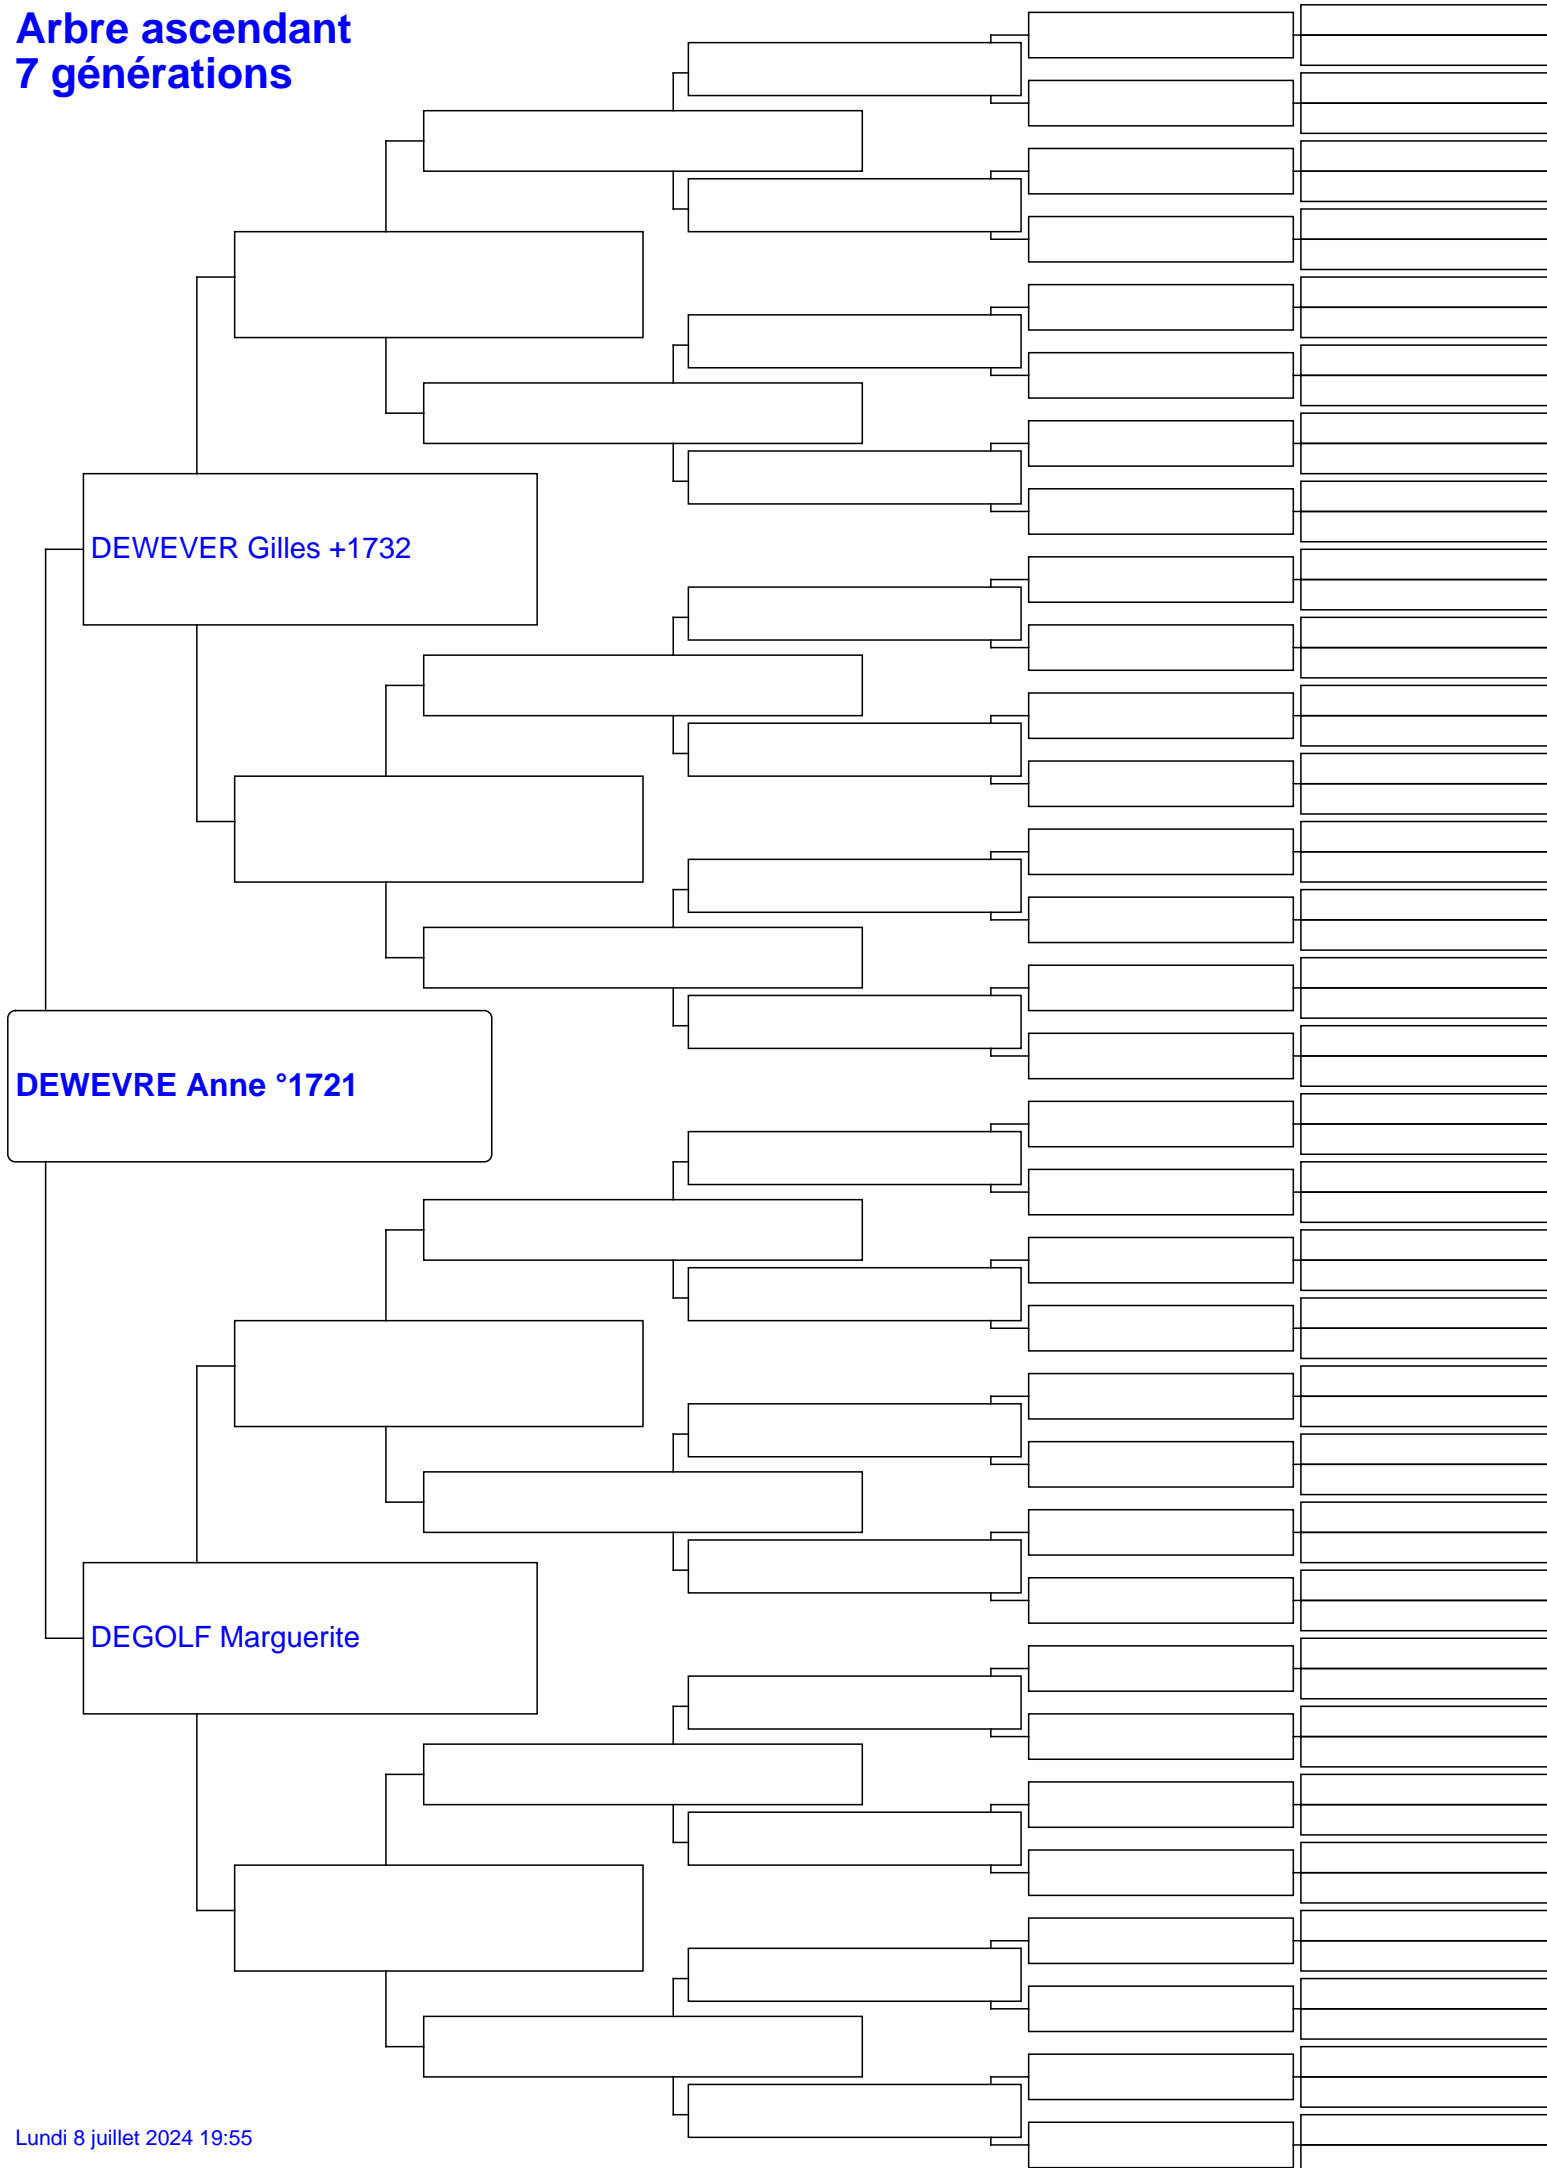 Arbre ascendant
7 générations
DEWEVER Gilles +1732
DEWEVRE Anne °1721
DEGOLF Marguerite
Lundi 8 juillet 2024 19:55